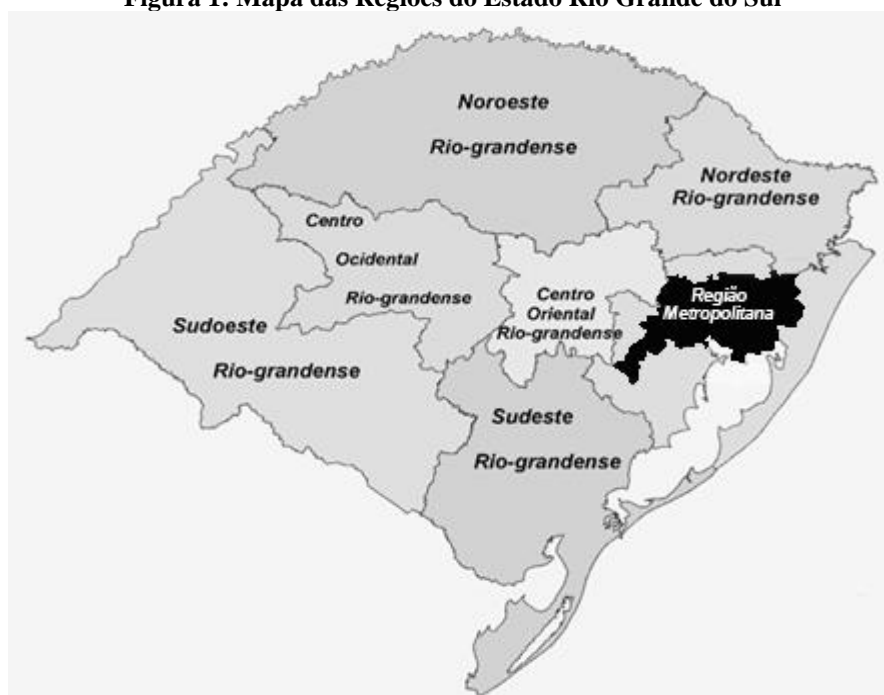 Figura 1: Mapa das Regiões do Estado Rio Grande do Sul
Noroeste
Rio-grandense
Nordeste
Rio-grandense
Centro
Ocidental
Rio-grandense
Centro
Oriental
Rio-grandense
Região
Metropolitana
Sudoeste
Rio-grandense
Sudeste
Rio-grandense